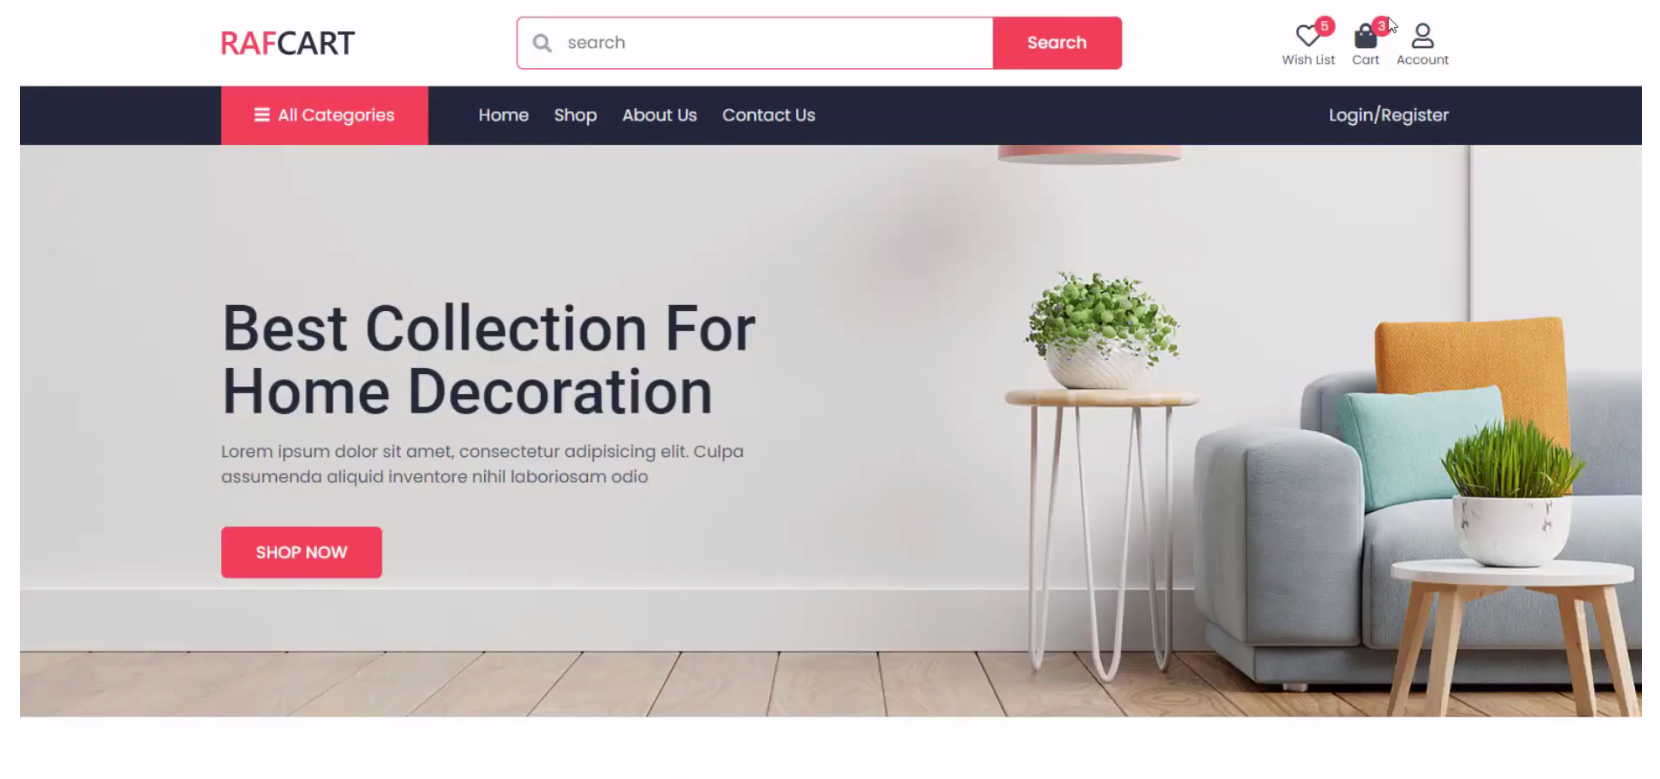 RAFCART
search
Search
5
Wish List
3
Cart
Account
All Categories
Home
Shop
About Us
Contact Us
Login/Register
Best Collection For
Home Decoration
Lorem ipsum dolor sit amet, consectetur adipisicing elit. Culpa
assumenda aliquid inventore nihil laboriosam odio
SHOP NOW